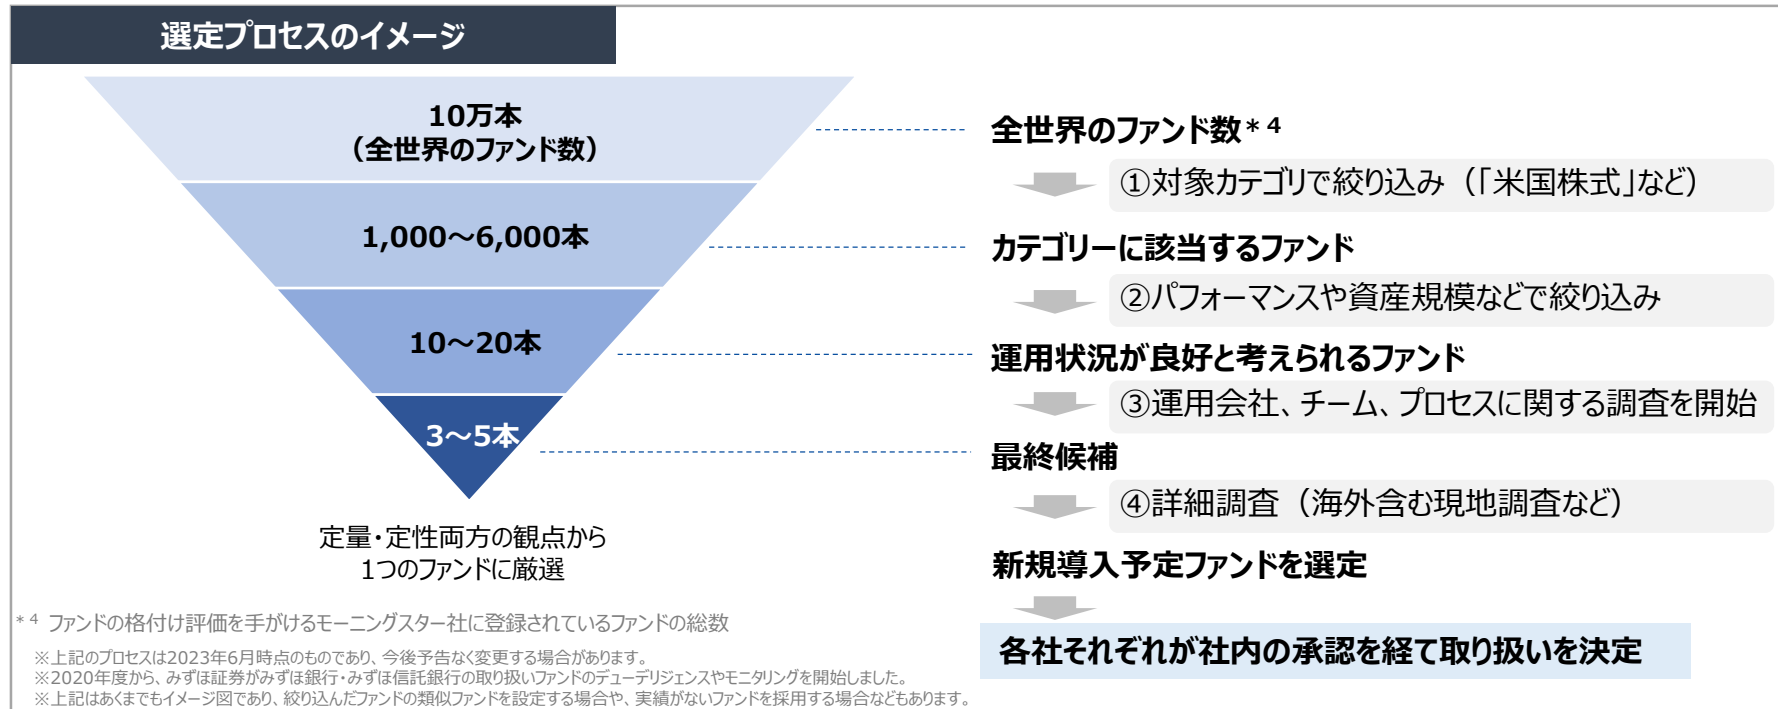 選定プロセスのイメージ
10万本
（全世界のファンド数）
1,000～6,000本
10～20本
3～5本
定量・定性両方の観点から
1つのファンドに厳選
全世界のファンド数＊4
①対象カテゴリで絞り込み（「米国株式」など）
カテゴリーに該当するファンド
②パフォーマンスや資産規模などで絞り込み
運用状況が良好と考えられるファンド
③運用会社、チーム、プロセスに関する調査を開始
最終候補
④詳細調査（海外含む現地調査など）
新規導入予定ファンドを選定
各社それぞれが社内の承認を経て取り扱いを決定
＊4 ファンドの格付け評価を手がけるモーニングスター社に登録されているファンドの総数
※上記のプロセスは2023年6月時点のものであり、今後予告なく変更する場合があります。
※2020年度から、みずほ証券がみずほ銀行・みずほ信託銀行の取り扱いファンドのデューデリジェンスやモニタリングを開始しました。
※上記はあくまでもイメージ図であり、絞り込んだファンドの類似ファンドを設定する場合や、実績がないファンドを採用する場合などもあります。